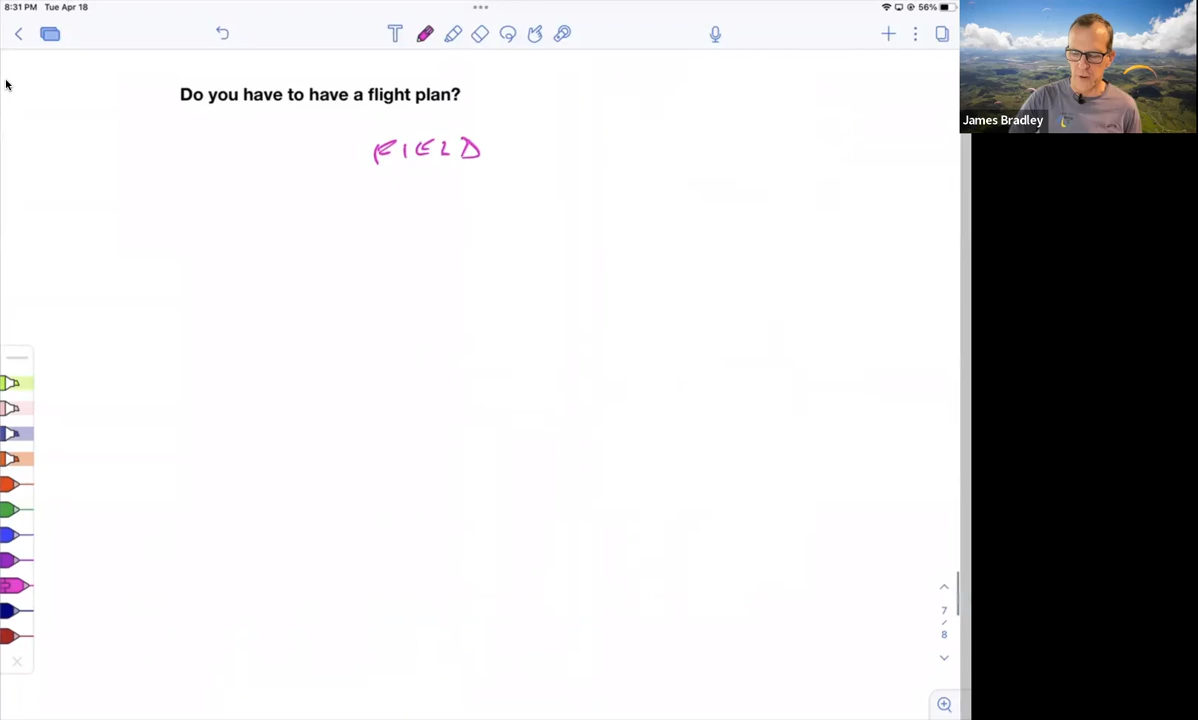 8:31 PM Tue Apr 18
56%
Do you have to have a flight plan?
FIELD
James Bradley
7
/
8